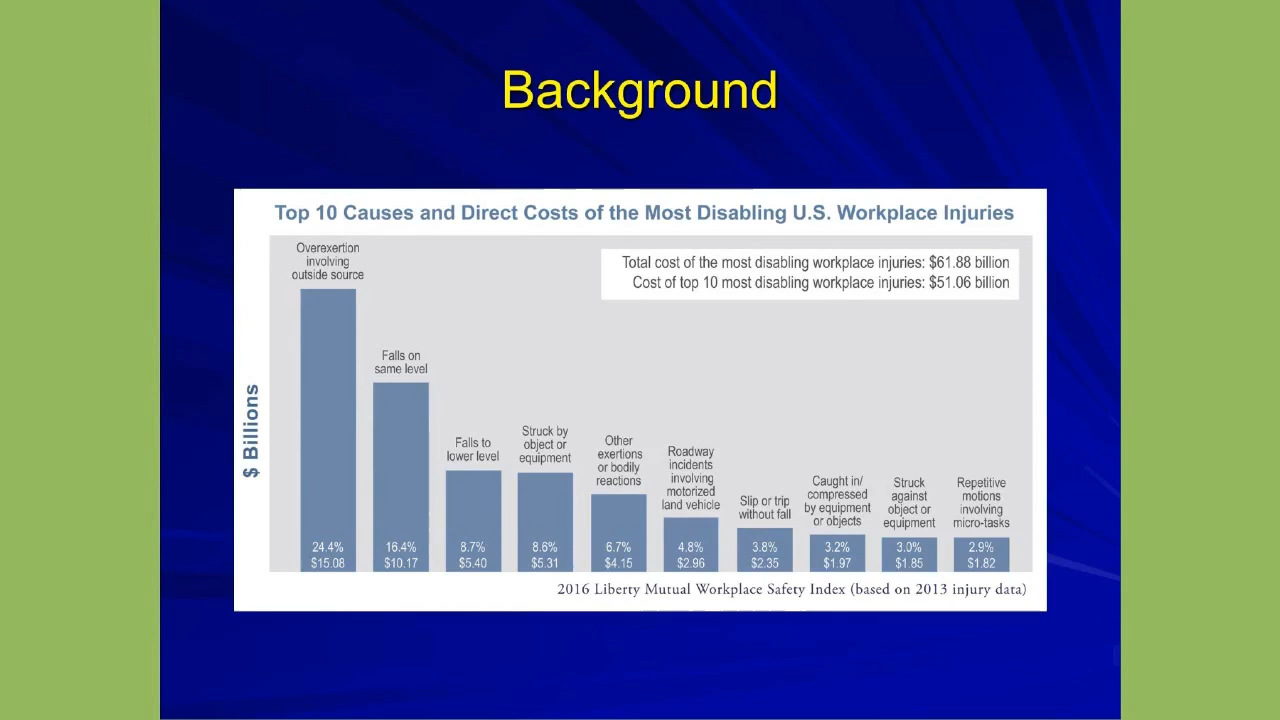 Background
Top 10 Causes and Direct Costs of the Most Disabling U.S. Workplace Injuries
Total cost of the most disabling workplace injuries: $61.88 billion
Cost of top 10 most disabling workplace injuries: $51.06 billion
$ Billions
Overexertion
involving
outside source
24.4%
$15.08
Falls on
same level
16.4%
$10.17
Falls to
lower level
8.7%
$5.40
Struck by
object or
equipment
8.6%
$5.31
Other
exertions
or bodily
reactions
6.7%
$4.15
Roadway
incidents
involving
motorized
land vehicle
4.8%
$2.96
Slip or trip
without fall
3.8%
$2.35
Caught in/
compressed
by equipment
or objects
3.2%
$1.97
Struck
against
object or
equipment
3.0%
$1.85
Repetitive
motions
involving
micro-tasks
2.9%
$1.82
2016 Liberty Mutual Workplace Safety Index (based on 2013 injury data)